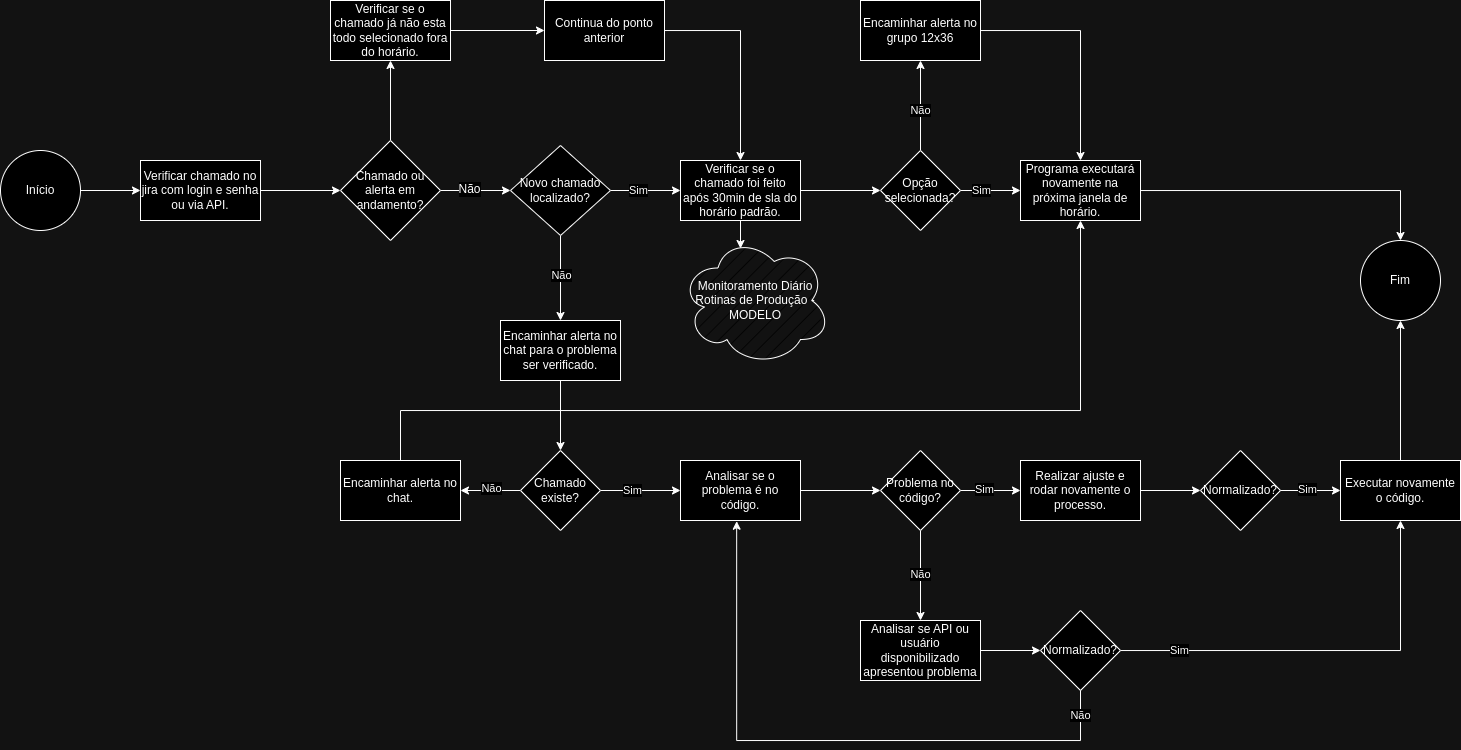 Verificar se o
chamado já não esta
todo selecionado fora
do horário.
Continua do ponto
anterior
Encaminhar alerta no
grupo 12x36
Não
Início
Verificar chamado no
jira com login e senha
ou via API.
Chamado ou
alerta em
andamento?
Não
Novo chamado
localizado?
Sim
Verificar se o
chamado foi feito
após 30min de sla do
horário padrão.
Opção
selecionada?
Sim
Programa executará
novamente na
próxima janela de
horário.
Não
Monitoramento Diário
Rotinas de Produção -
MODELO
Fim
Encaminhar alerta no
chat para o problema
ser verificado.
Encaminhar alerta no
chat.
Não
Chamado
existe?
Sim
Analisar se o
problema é no
código.
Problema no
código?
Sim
Realizar ajuste e
rodar novamente o
processo.
Normalizado?
Sim
Executar novamente
o código.
Não
Analisar se API ou
usuário
disponibilizado
apresentou problema
Normalizado?
Sim
Não